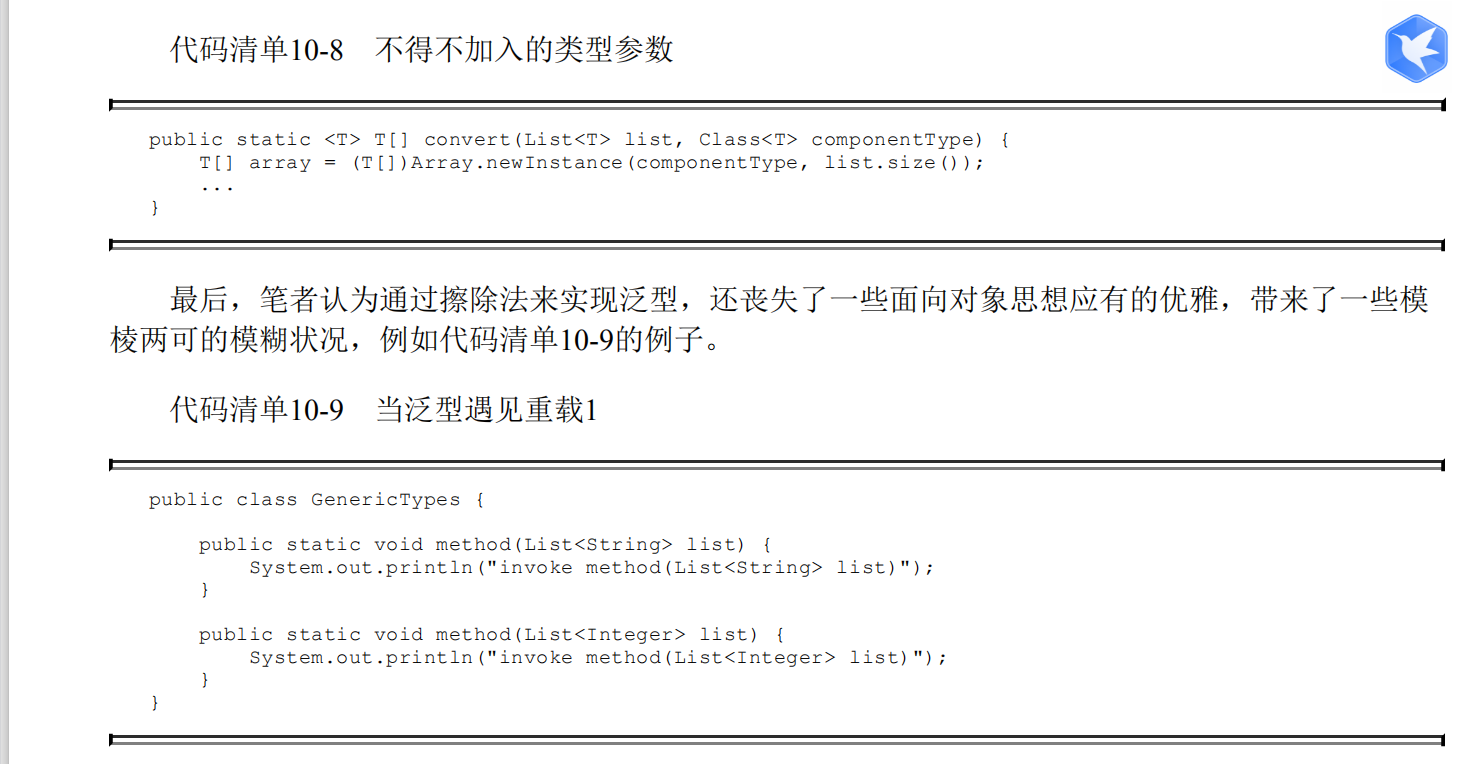 代码清单10-8 不得不加入的类型参数
public static <T> T[] convert(List<T> list, Class<T> componentType) {
    T[] array = (T[])Array.newInstance(componentType, list.size());
    ...
}
最后，笔者认为通过擦除法来实现泛型，还丧失了一些面向对象思想应有的优雅，带来了一些模
棱两可的模糊状况，例如代码清单10-9的例子。
代码清单10-9 当泛型遇见重载1
public class GenericTypes {
    public static void method(List<String> list) {
        System.out.println("invoke method(List<String> list)");
    }
    public static void method(List<Integer> list) {
        System.out.println("invoke method(List<Integer> list)");
    }
}